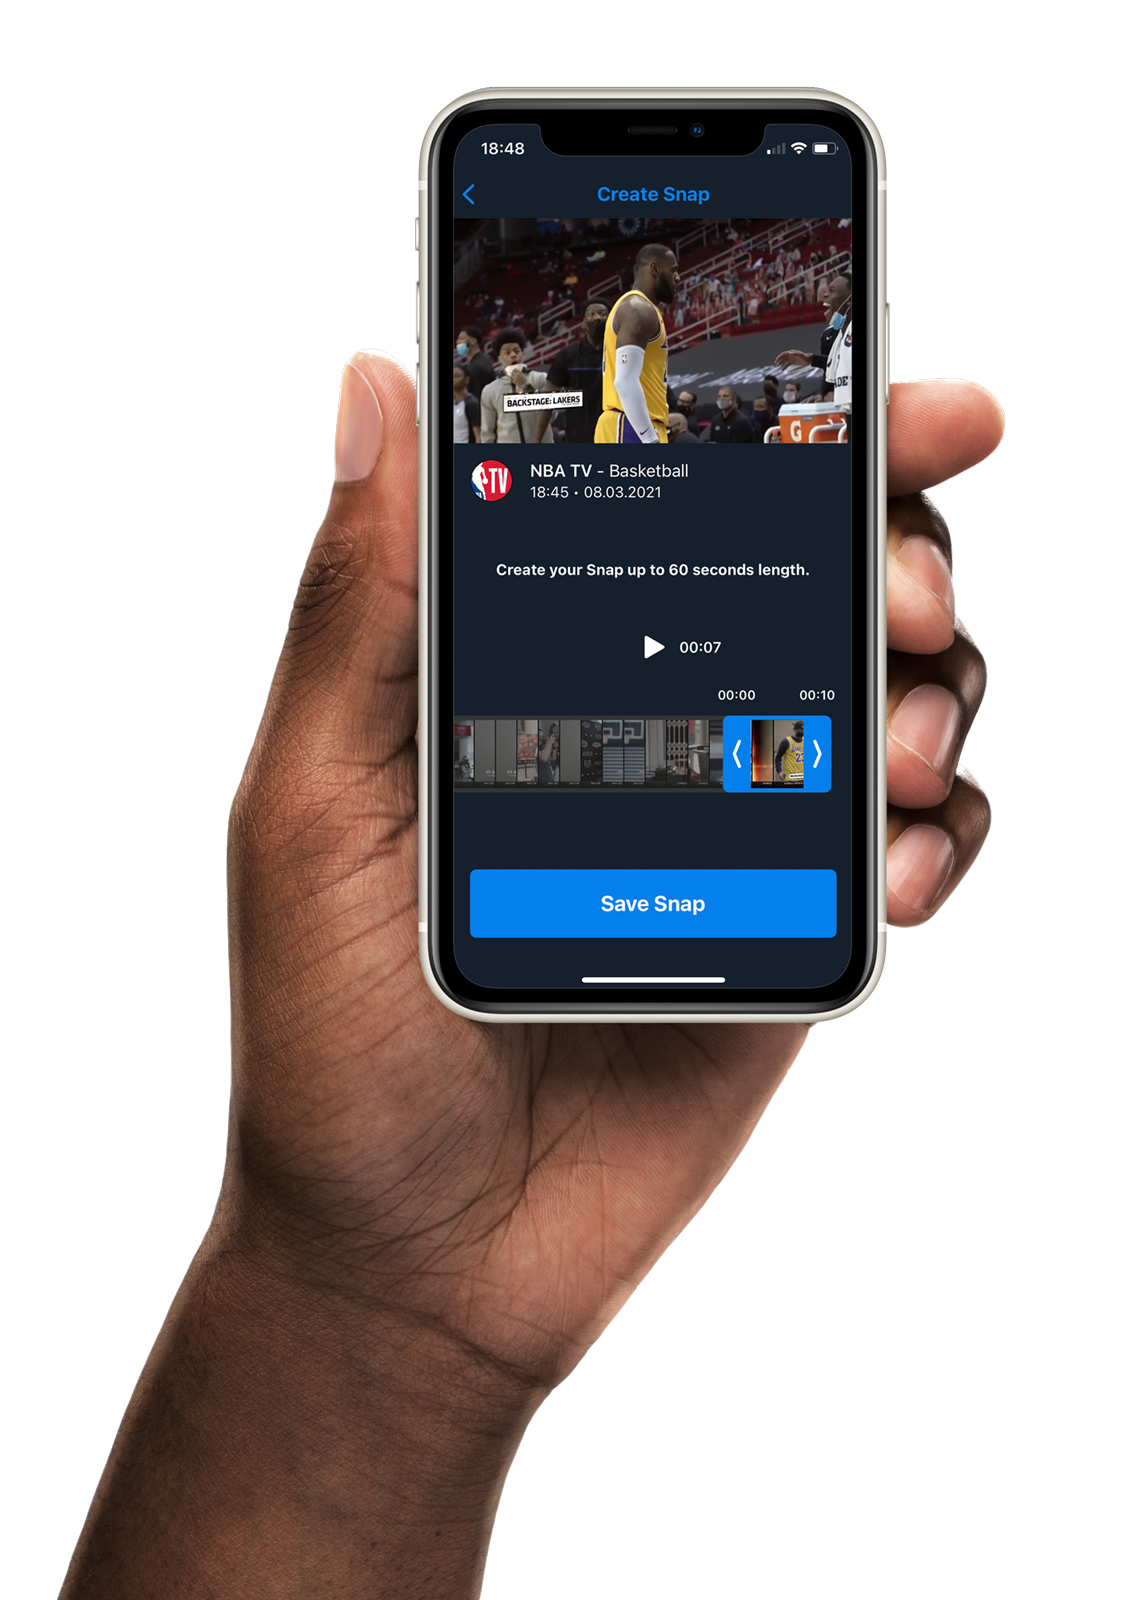 18:48
Create Snap
BACKSTAGE: LAKERS
G
TV
NBA TV - Basketball
18:45 • 08.03.2021
Create your Snap up to 60 seconds length.
00:07
00:00
00:10
23
Save Snap